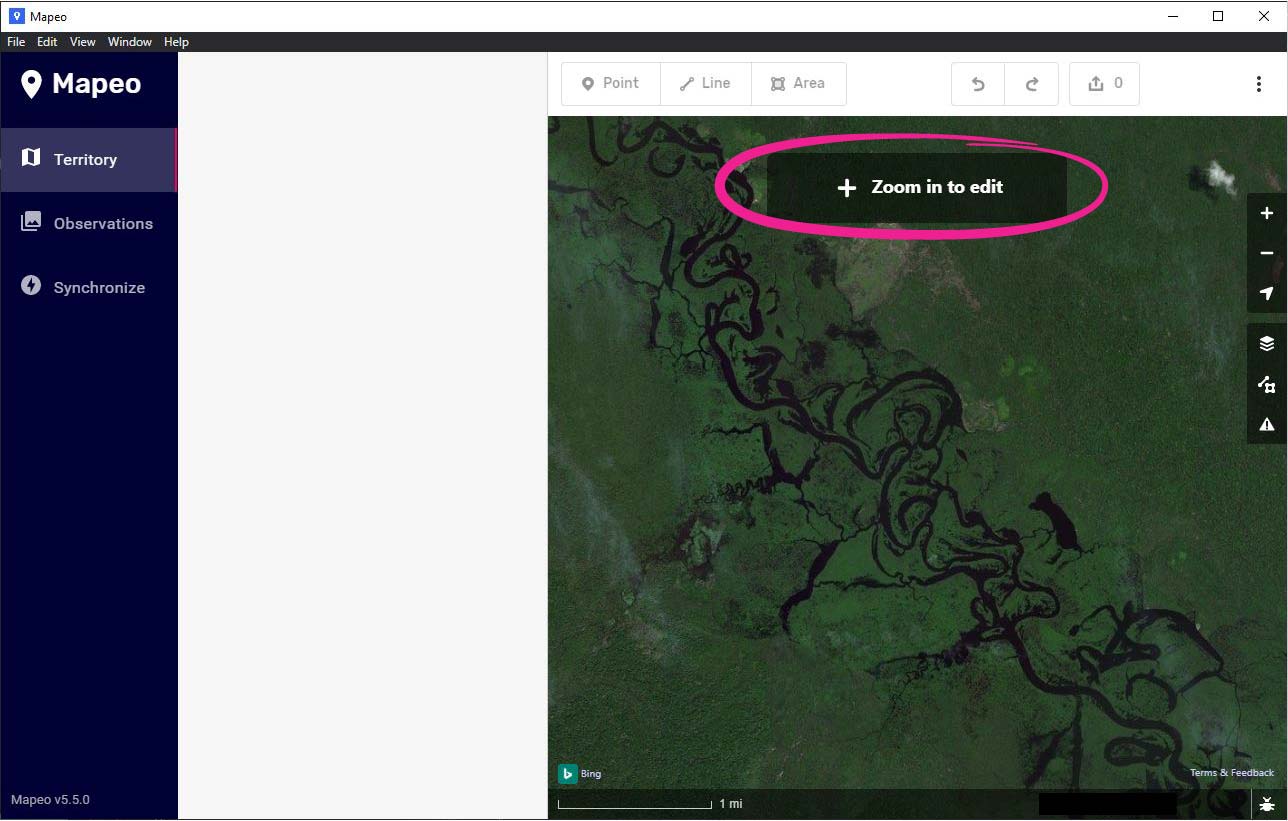 Mapeo
File Edit View Window Help
Mapeo
Point Line Area 0
Territory
Zoom in to edit
Observations
Synchronize
Bing
Terms & Feedback
Mapeo v5.5.0
1 mi